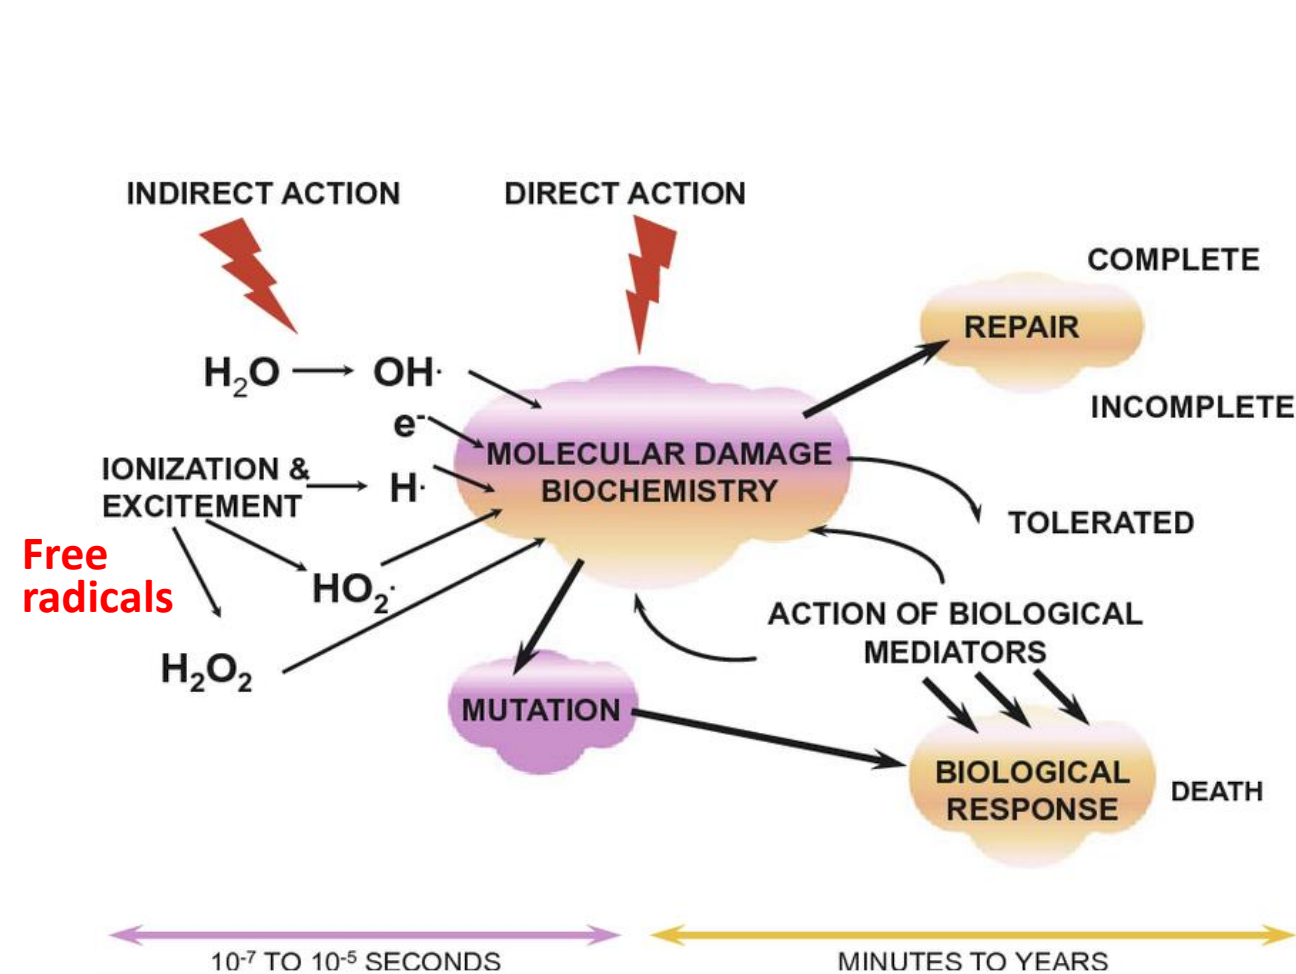 INDIRECT ACTION
DIRECT ACTION
COMPLETE
REPAIR
INCOMPLETE
H₂O
OH·
e⁻
MOLECULAR DAMAGE
BIOCHEMISTRY
IONIZATION &
EXCITEMENT
H·
TOLERATED
Free
radicals
HO₂·
H₂O₂
ACTION OF BIOLOGICAL
MEDIATORS
MUTATION
BIOLOGICAL
RESPONSE
DEATH
10⁻⁷ TO 10⁻⁵ SECONDS
MINUTES TO YEARS